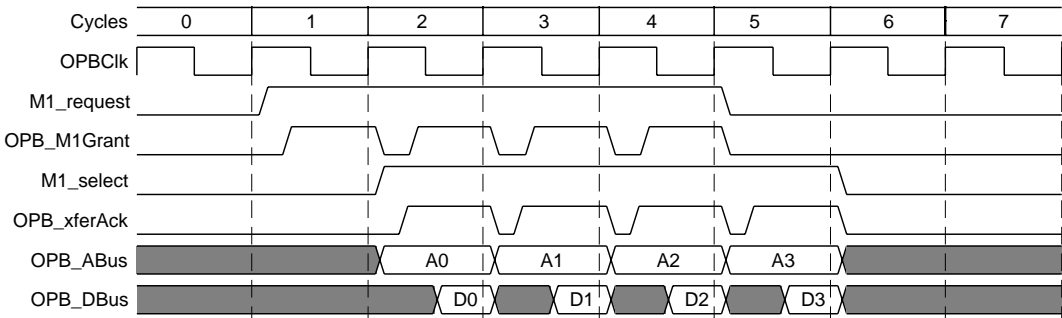 Cycles 0 1 2 3 4 5 6 7
OPBClk
M1_request
OPB_M1Grant
M1_select
OPB_xferAck
OPB_ABus A0 A1 A2 A3
OPB_DBus D0 D1 D2 D3